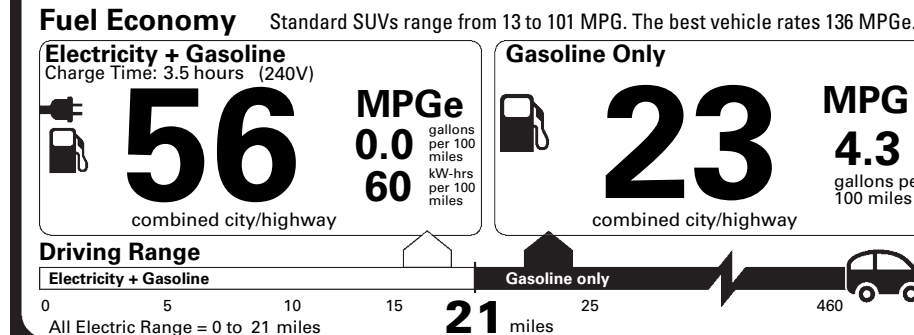 Fuel Economy Standard SUVs range from 13 to 101 MPG. The best vehicle rates 136 MPGe.
Electricity + Gasoline
Charge Time: 3.5 hours (240V)
56
MPGe
0.0 gallons per 100 miles
60 kW-hrs per 100 miles
combined city/highway
Gasoline Only
23
MPG
4.3
gallons
100 miles
combined city/highway
Driving Range
Electricity + Gasoline Gasoline only
0 5 10 15 25 460
All Electric Range = 0 to 21 miles
21 miles